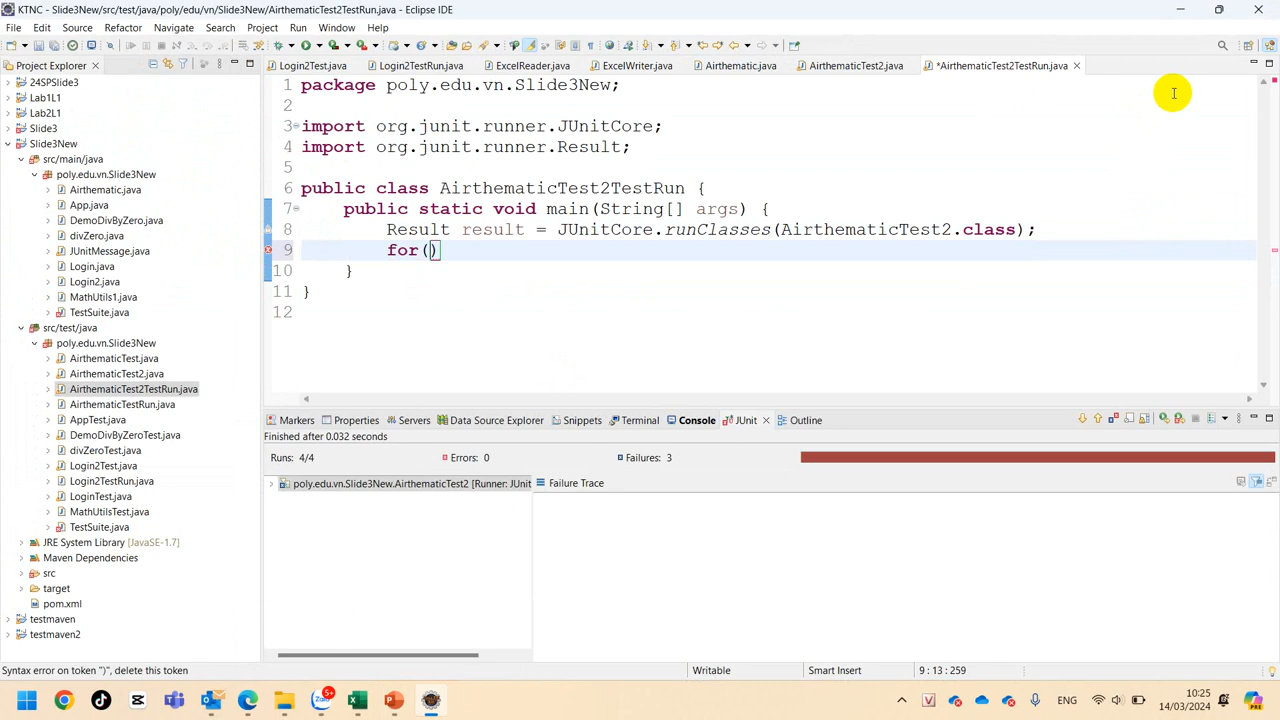 KTNC - Slide3New/src/test/java/poly/edu/vn/Slide3New/AirthematicTest2TestRun.java - Eclipse IDE
File Edit Source Refactor Navigate Search Project Run Window Help
Project Explorer
Login2Test.java Login2TestRun.java ExcelReader.java ExcelWriter.java Airthematic.java AirthematicTest2.java *AirthematicTest2TestRun.java
24SPSlide3
Lab1L1
Lab2L1
Slide3
Slide3New
src/main/java
poly.edu.vn.Slide3New
Airthematic.java
App.java
DemoDivByZero.java
divZero.java
JUnitMessage.java
Login.java
Login2.java
MathUtils1.java
TestSuite.java
src/test/java
poly.edu.vn.Slide3New
AirthematicTest.java
AirthematicTest2.java
AirthematicTest2TestRun.java
AirthematicTestRun.java
AppTest.java
DemoDivByZeroTest.java
divZeroTest.java
Login2Test.java
Login2TestRun.java
LoginTest.java
MathUtilsTest.java
TestSuite.java
JRE System Library [JavaSE-1.7]
Maven Dependencies
src
target
pom.xml
testmaven
testmaven2
1 package poly.edu.vn.Slide3New;
2
3 import org.junit.runner.JUnitCore;
4 import org.junit.runner.Result;
5
6 public class AirthematicTest2TestRun {
7 public static void main(String[] args) {
8 Result result = JUnitCore.runClasses(AirthematicTest2.class);
9 for()
10 }
11 }
12
Markers Properties Servers Data Source Explorer Snippets Terminal Console JUnit Outline
Finished after 0.032 seconds
Runs: 4/4 Errors: 0 Failures: 3
poly.edu.vn.Slide3New.AirthematicTest2 [Runner: JUnit
Failure Trace
Syntax error on token ")", delete this token
Writable Smart Insert 9 : 13 : 259
5+
ENG
10:25
14/03/2024
PRE